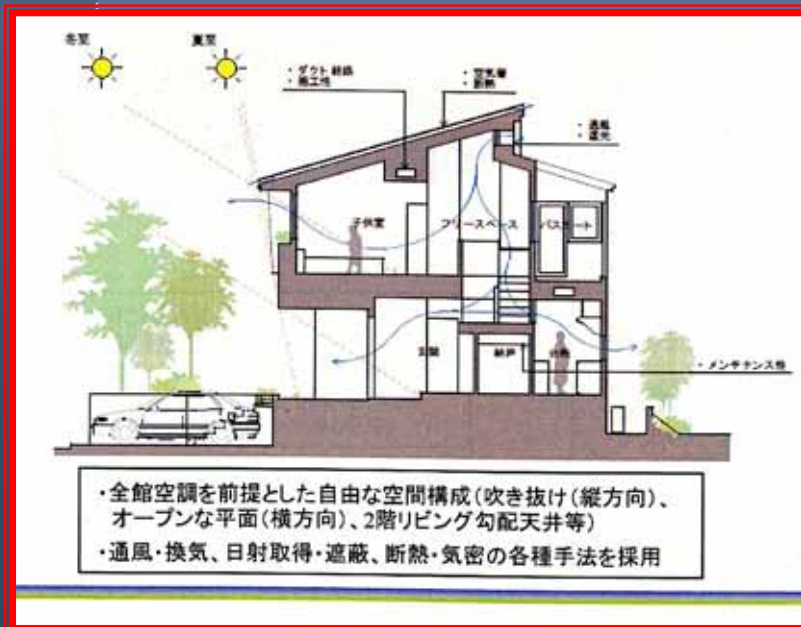 冬至
夏至
・ダクト経路
・施工性
・空気層
・断熱
・通風
・遮光
子供室
フリースペース
バスコート
玄関
納戸
台所
・メンテナンス性
・全館空調を前提とした自由な空間構成(吹き抜け(縦方向)、
オープンな平面(横方向)、2階リビング勾配天井等)
・通風・換気、日射取得・遮蔽、断熱・気密の各種手法を採用